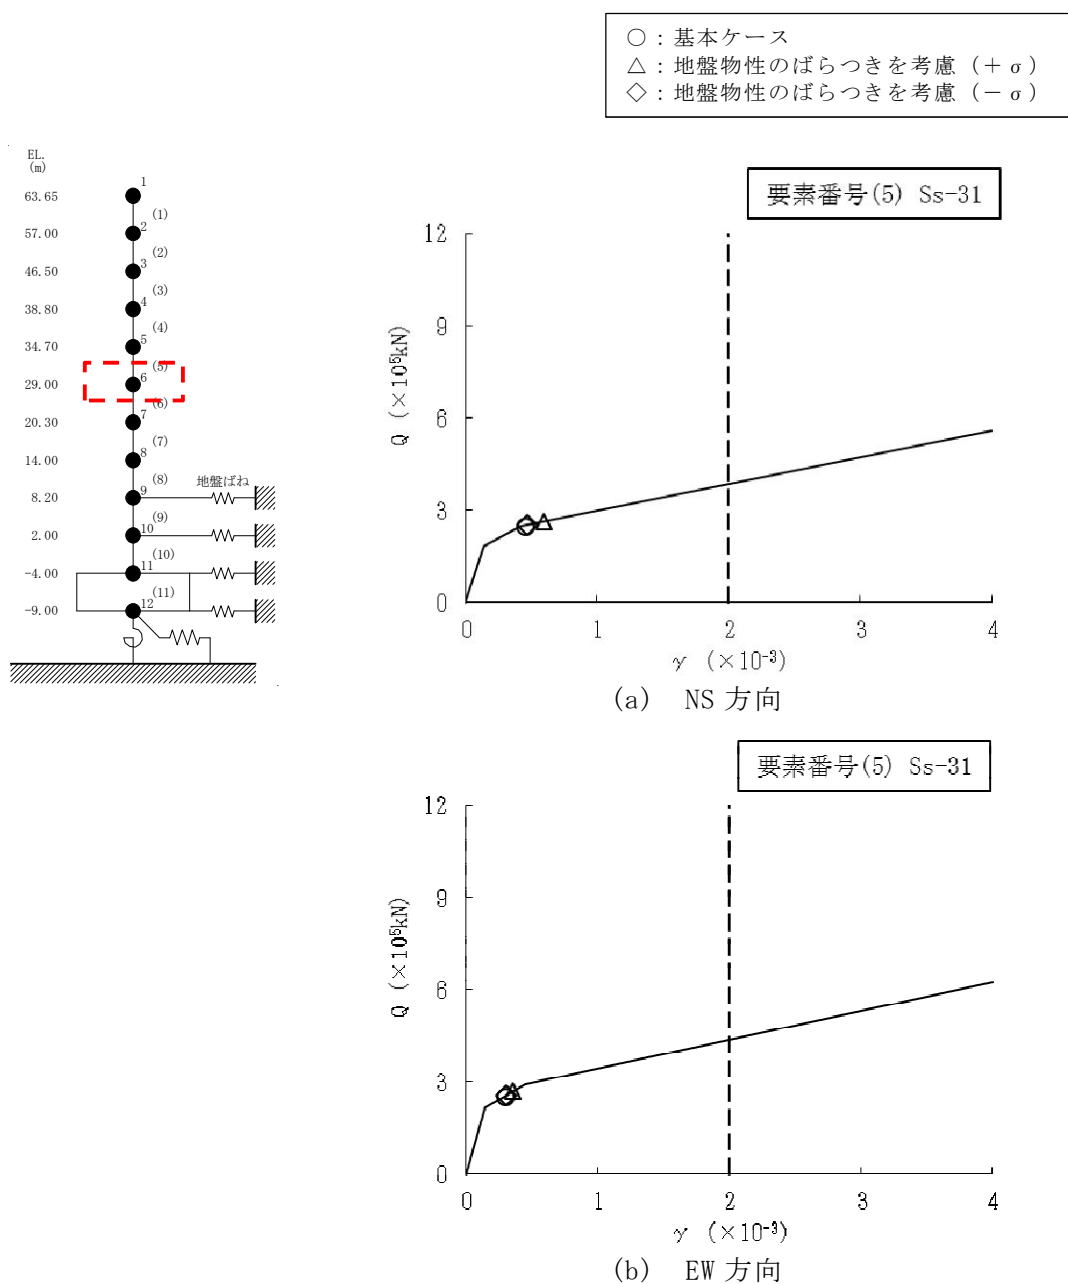 ○：基本ケース
△：地盤物性のばらつきを考慮（＋σ）
◇：地盤物性のばらつきを考慮（－σ）
EL.
(m)
63.65
57.00
46.50
38.80
34.70
29.00
20.30
14.00
8.20
2.00
-4.00
-9.00
1
(1)
2
(2)
3
(3)
4
(4)
5
(5)
6
(6)
7
(7)
8
(8)
9
(9)
10
(10)
11
(11)
12
地盤ばね
要素番号(5) Ss-31
12
9
6
3
0
Q (×10⁵kN)
0 1 2 3 4
γ (×10⁻³)
(a) NS 方向
要素番号(5) Ss-31
12
9
6
3
0
Q (×10⁵kN)
0 1 2 3 4
γ (×10⁻³)
(b) EW 方向